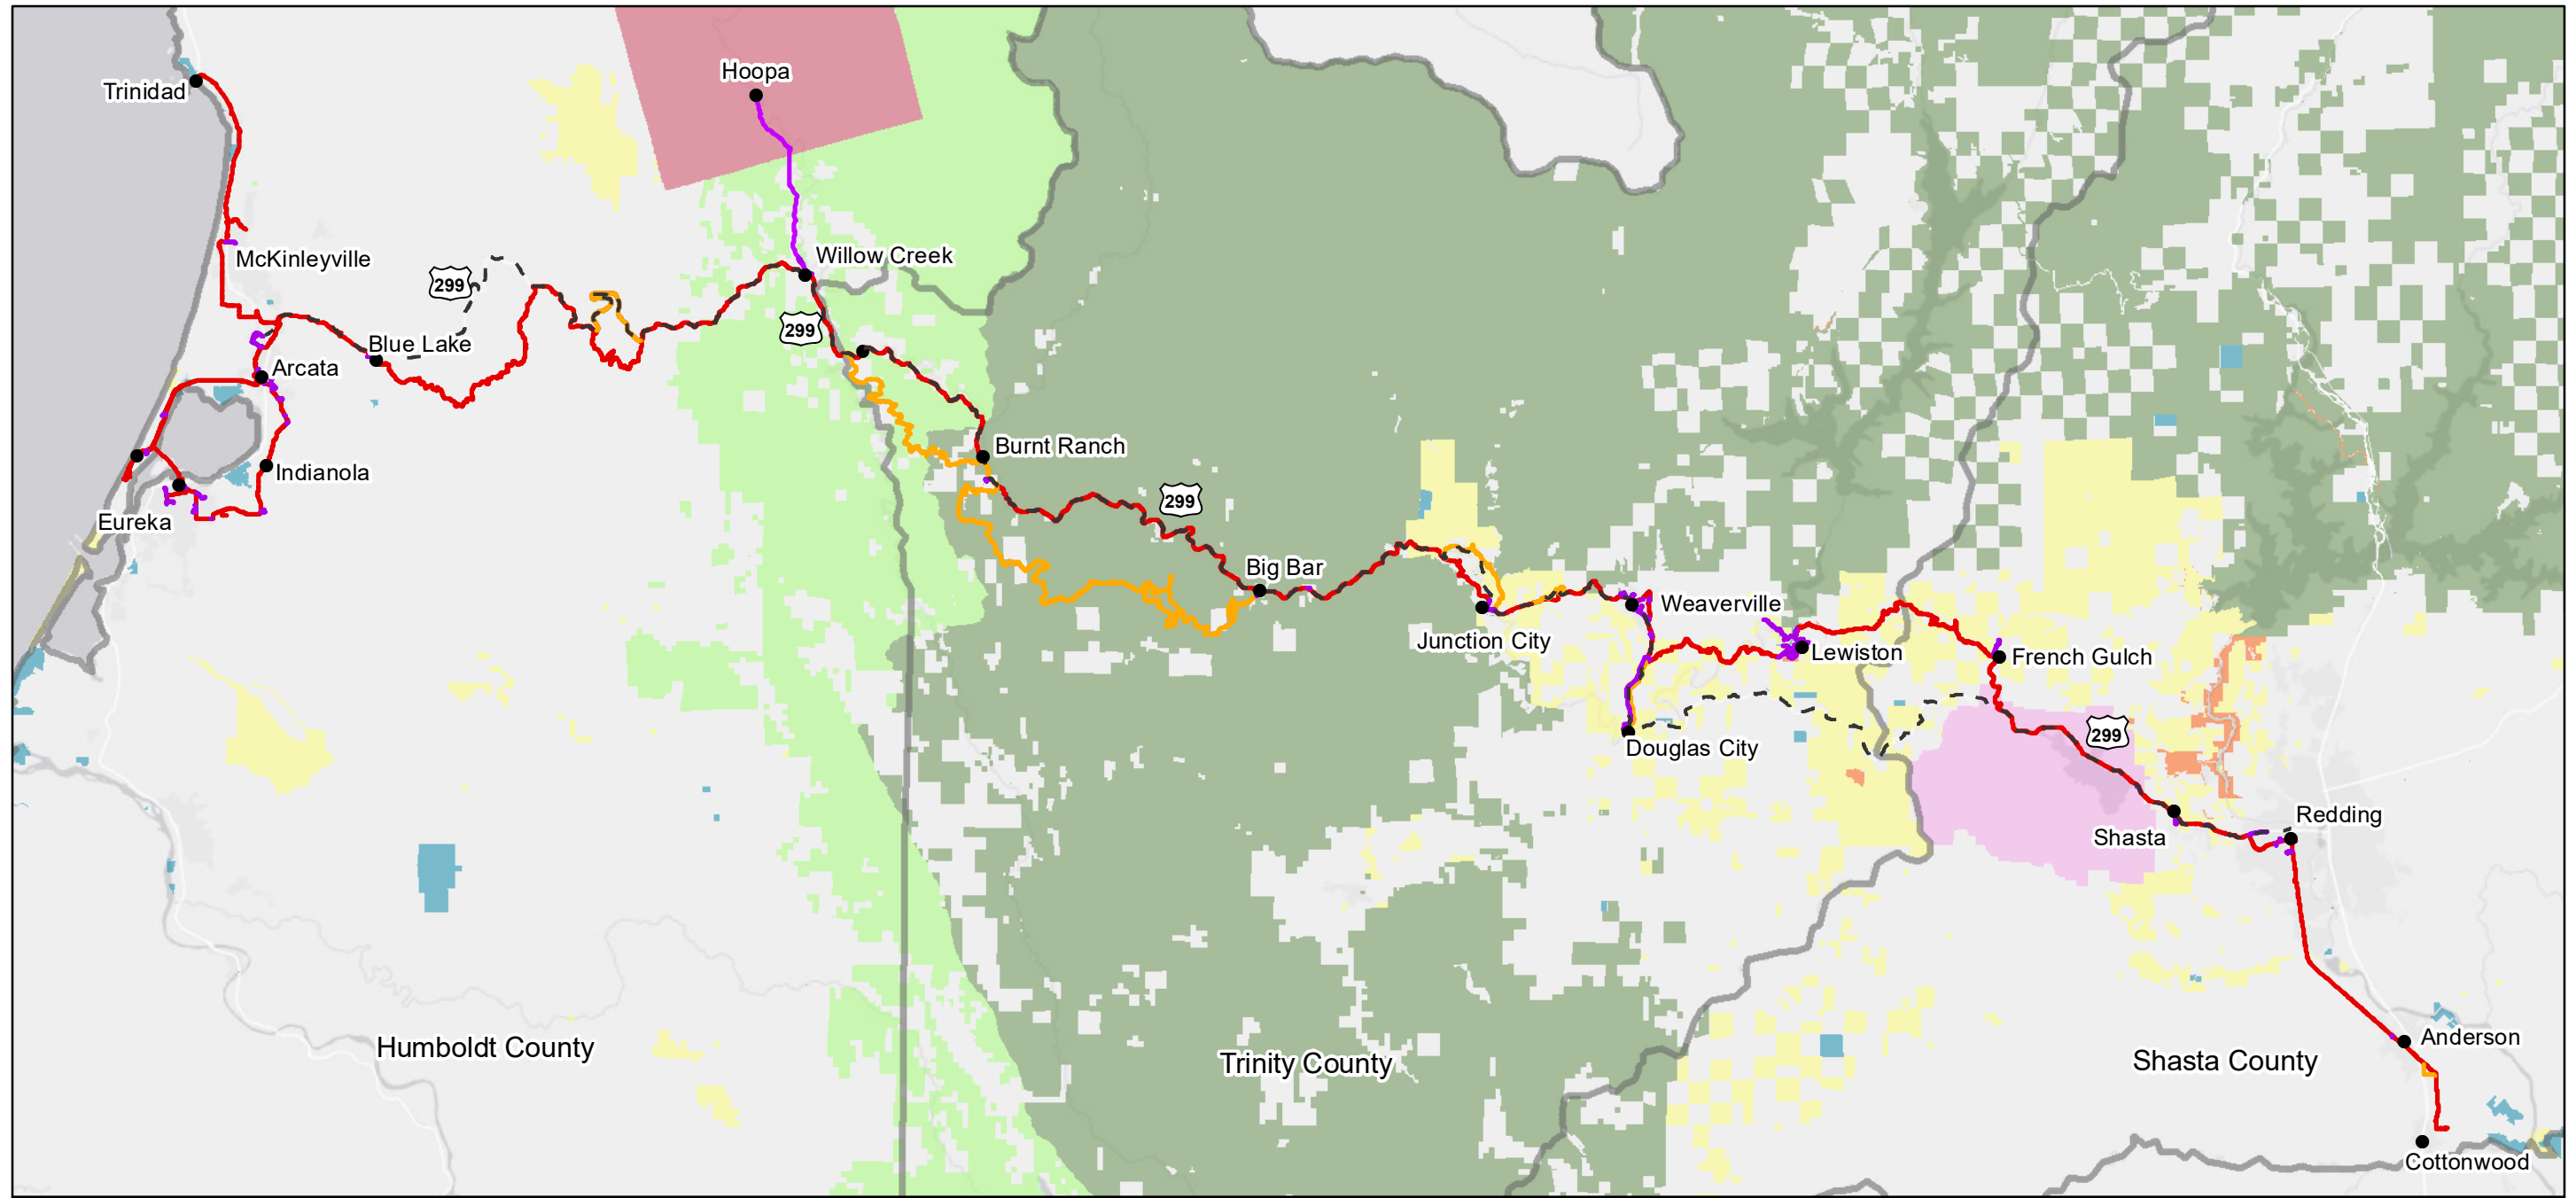 Hoopa
Trinidad
McKinleyville
Willow Creek
299
299
Blue Lake
Arcata
Burnt Ranch
Indianola
299
Eureka
Big Bar
Weaverville
Junction City
Lewiston
French Gulch
299
Douglas City
Redding
Shasta
Anderson
Humboldt County
Trinity County
Shasta County
Cottonwood